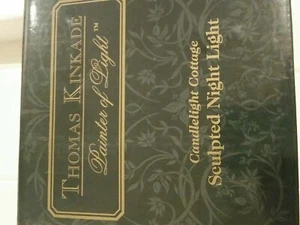 THOMAS KINKADE
Painter of Light™
Candlelight Cottage
Sculpted Night Light